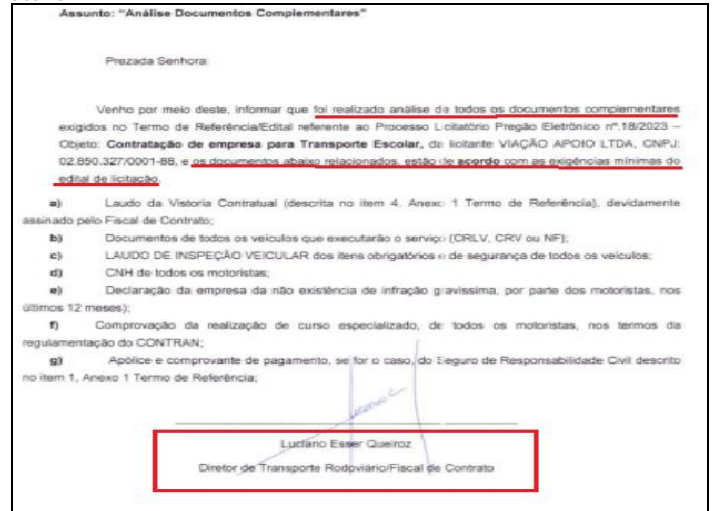 Assunto: "Análise Documentos Complementares"
Prezada Senhora:
Venho por meio deste, informar que foi realizado análise de todos os documentos complementares
exigidos no Termo de Referência/Edital referente ao Processo Licitatório Pregão Eletrônico nº.18/2023 –
Objeto: Contratação de empresa para Transporte Escolar, do licitante VIAÇÃO APOIO LTDA, CNPJ:
02.850.327/0001-88, e os documentos abaixo relacionados, estão de acordo com as exigências mínimas do
edital de licitação.
a) Laudo da Vistoria Contratual (descrita no item 4, Anexo 1 Termo de Referência), devidamente
assinado pelo Fiscal de Contrato;
b) Documentos de todos os veículos que executarão o serviço (CRLV, CRV ou NF);
c) LAUDO DE INSPEÇÃO VEICULAR dos itens obrigatórios e de segurança de todos os veículos;
d) CNH de todos os motoristas;
e) Declaração da empresa da não existência de infração gravíssima, por parte dos motoristas, nos
últimos 12 meses);
f) Comprovação da realização de curso especializado, de todos os motoristas, nos termos da
regulamentação do CONTRAN;
g) Apólice e comprovante de pagamento, se for o caso, do Seguro de Responsabilidade Civil descrito
no item 1, Anexo 1 Termo de Referência;
Luciano Esser Queiroz
Diretor de Transporte Rodoviário/Fiscal de Contrato